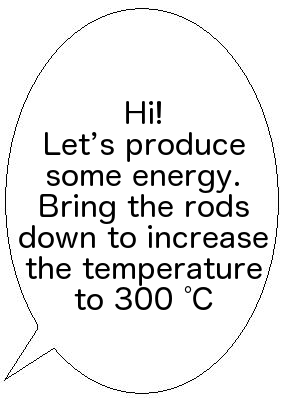 Hi!
Let's produce
some energy.
Bring the rods
down to increase
the temperature
to 300 °C